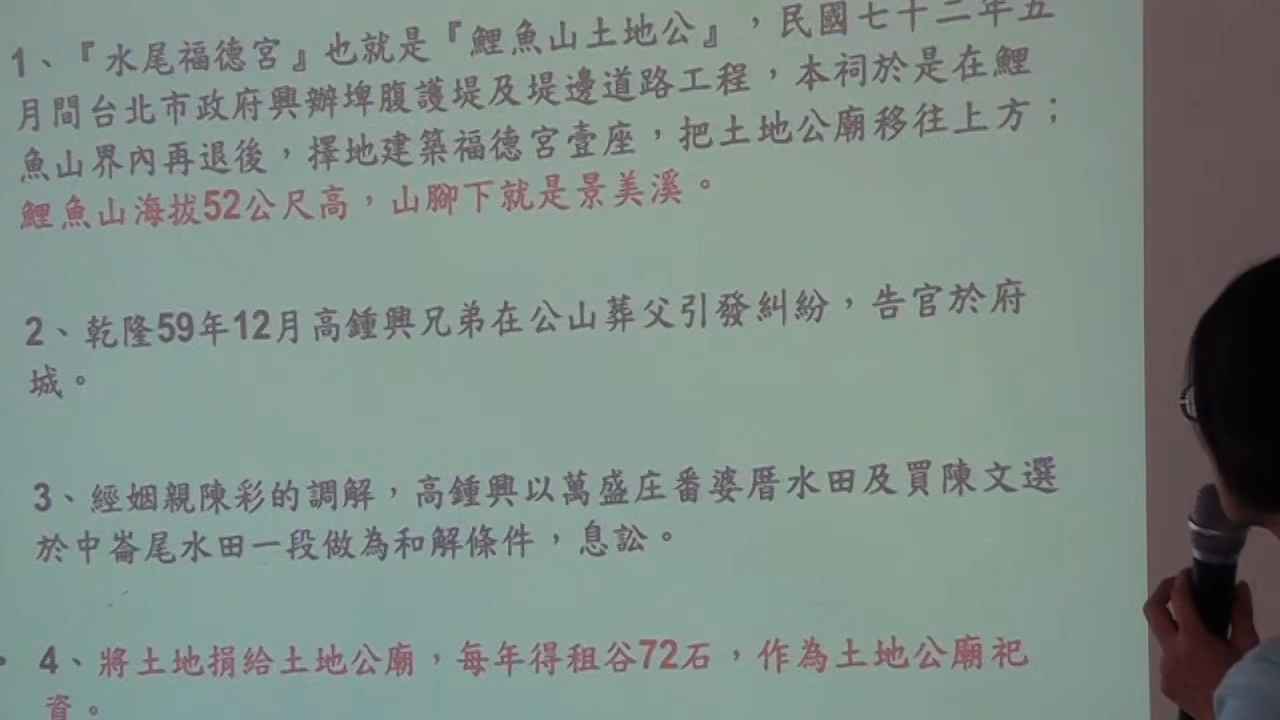 1、『水尾福德宮』也就是『鯉魚山土地公』，民國七十二年五
月間台北市政府興辦埤腹護堤及堤邊道路工程，本祠於是在鯉
魚山界內再退後，擇地建築福德宮壹座，把土地公廟移往上方；
鯉魚山海拔52公尺高，山腳下就是景美溪。
2、乾隆59年12月高鍾興兄弟在公山葬父引發糾紛，告官於府
城。
3、經姻親陳彩的調解，高鍾興以萬盛庄番婆厝水田及買陳文選
於中崙尾水田一段做為和解條件，息訟。
4、將土地捐給土地公廟，每年得租谷72石，作為土地公廟祀
資。